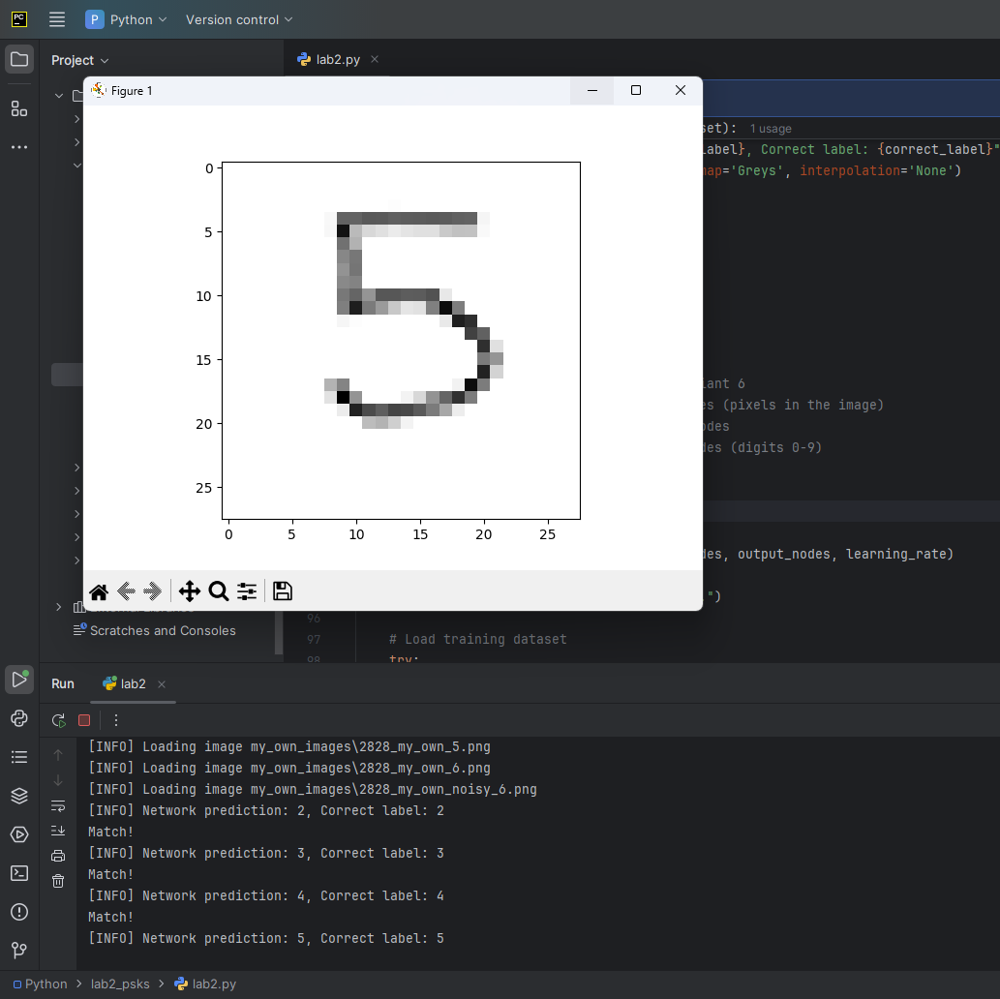 PC
P Python Version control
Project
lab2.py
Figure 1
set): 1 usage
label}, Correct label: {correct_label}"
map='Greys', interpolation='None')
0
5
5
10
15
20
25
0 5 10 15 20 25
6
(pixels in the image)
(digits 0-9)
output_nodes, learning_rate)
")
96
97 # Load training dataset
98 try:
Scratches and Consoles
Run lab2
[INFO] Loading image my_own_images\2828_my_own_5.png
[INFO] Loading image my_own_images\2828_my_own_6.png
[INFO] Loading image my_own_images\2828_my_own_noisy_6.png
[INFO] Network prediction: 2, Correct label: 2
Match!
[INFO] Network prediction: 3, Correct label: 3
Match!
[INFO] Network prediction: 4, Correct label: 4
Match!
[INFO] Network prediction: 5, Correct label: 5
Python lab2_psks lab2.py